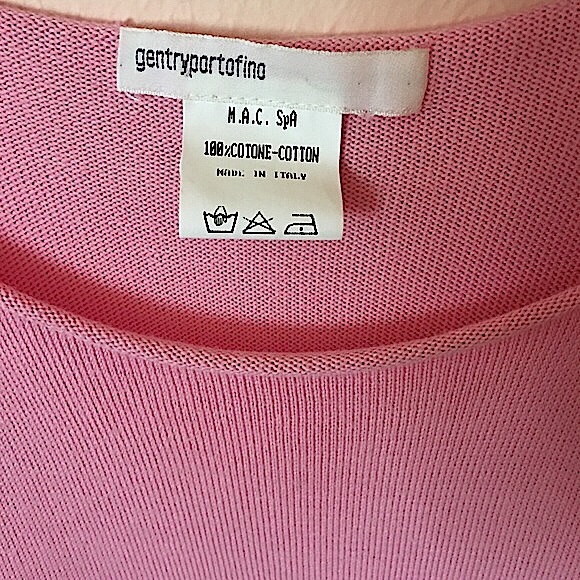 gentryportofino
M.A.C. SpA
100%COTONE-COTTON
MADE IN ITALY